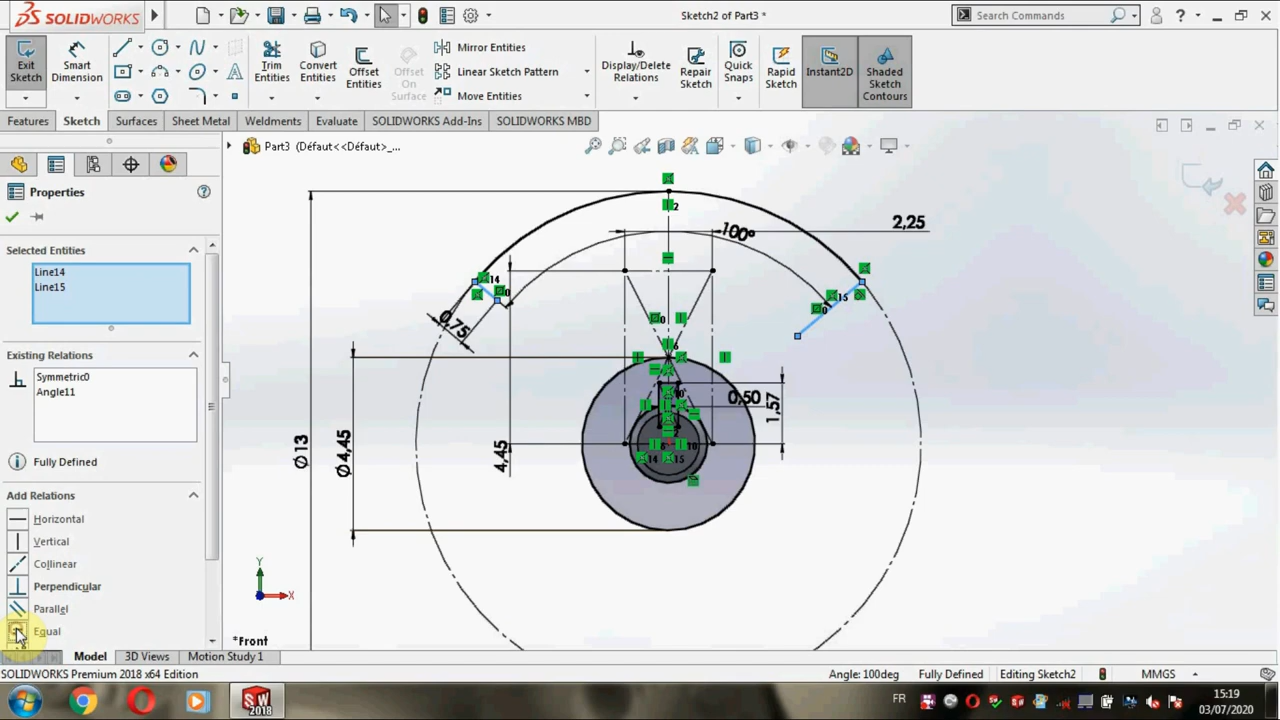 SOLIDWORKS
Sketch2 of Part3 *
Search Commands
Exit Sketch
Smart Dimension
Trim Entities
Convert Entities
Offset Entities
Offset On Surface
Mirror Entities
Linear Sketch Pattern
Move Entities
Display/Delete Relations
Repair Sketch
Quick Snaps
Rapid Sketch
Instant2D
Shaded Sketch Contours
Features
Sketch
Surfaces
Sheet Metal
Weldments
Evaluate
SOLIDWORKS Add-Ins
SOLIDWORKS MBD
Part3 (Défaut<<Défaut>_...
Properties
Selected Entities
Line14
Line15
Existing Relations
Symmetric0
Angle11
Fully Defined
Add Relations
Horizontal
Vertical
Collinear
Perpendicular
Parallel
Equal
2,25
100°
0,75
0,50
1,57
4,45
Ø4,45
Ø13
Y
X
*Front
Model
3D Views
Motion Study 1
SOLIDWORKS Premium 2018 x64 Edition
Angle: 100deg
Fully Defined
Editing Sketch2
MMGS
SW
2018
FR
15:19
03/07/2020